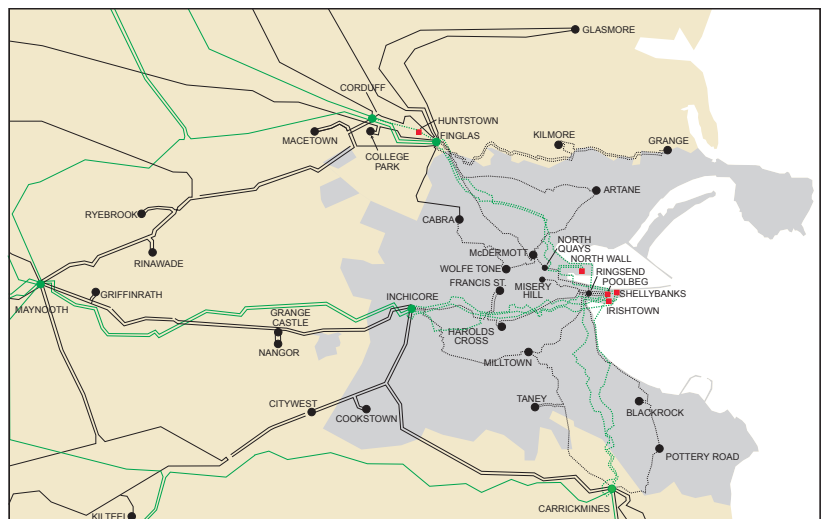 GLASMORE
CORDUFF
HUNTSTOWN
FINGLAS
MACETOWN
COLLEGE
PARK
KILMORE
GRANGE
ARTANE
RYEBROOK
CABRA
RINAWADE
McDERMOTT
NORTH
QUAYS
NORTH WALL
WOLFE TONE
RINGSEND
FRANCIS ST.
MISERY
HILL
POOLBEG
SHELLYBANKS
IRISHTOWN
MAYNOOTH
GRIFFINRATH
INCHICORE
GRANGE
CASTLE
NANGOR
HAROLDS
CROSS
MILLTOWN
CITYWEST
COOKSTOWN
TANEY
BLACKROCK
POTTERY ROAD
CARRICKMINES
KILTEEL